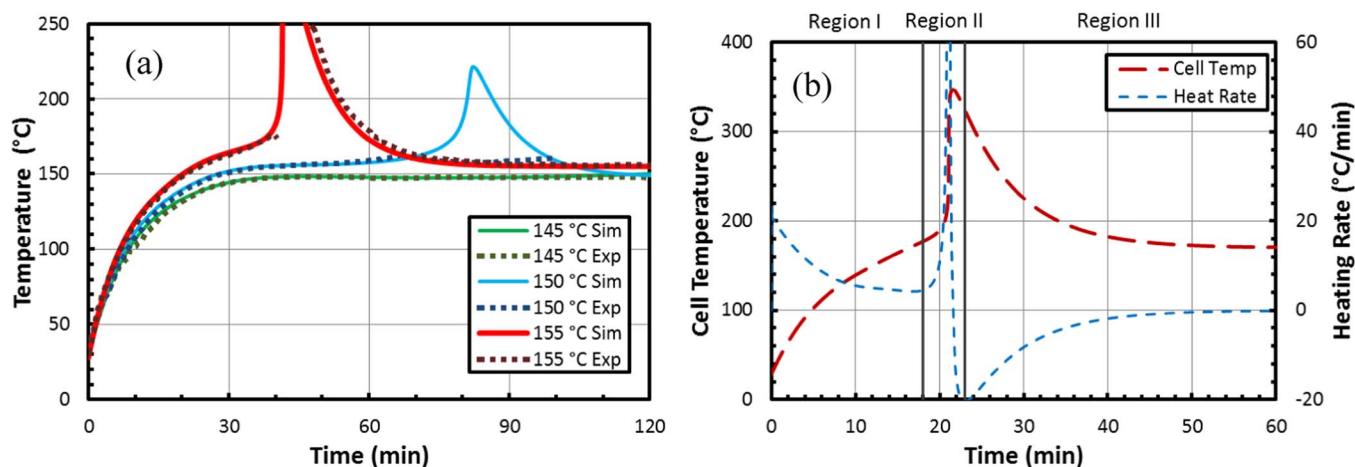 (a)
Temperature (°C)
250
200
150
100
50
0
0 30 60 90 120
Time (min)
145 °C Sim
145 °C Exp
150 °C Sim
150 °C Exp
155 °C Sim
155 °C Exp
Region I Region II Region III
(b)
Cell Temperature (°C)
400
300
200
100
0
Cell Temp
Heat Rate
60
40
20
0
-20
Heating Rate (°C/min)
0 10 20 30 40 50 60
Time (min)